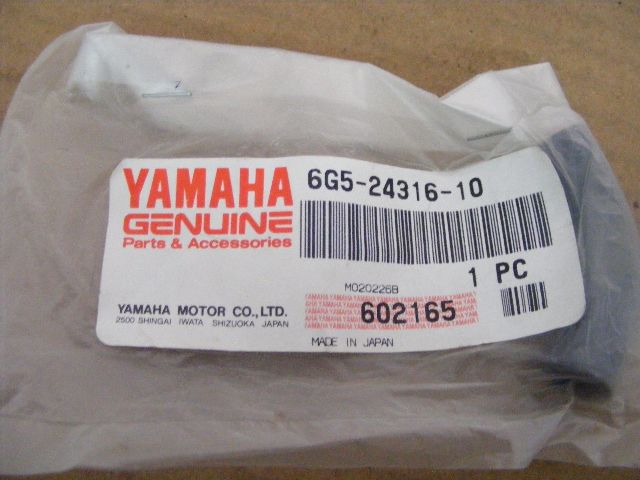 YAMAHA
GENUINE
Parts & Accessories
6G5-24316-10
M020226B
1 PC
YAMAHA MOTOR CO.,LTD.
2500 SHINGAI IWATA SHIZUOKA JAPAN
602165
MADE IN JAPAN